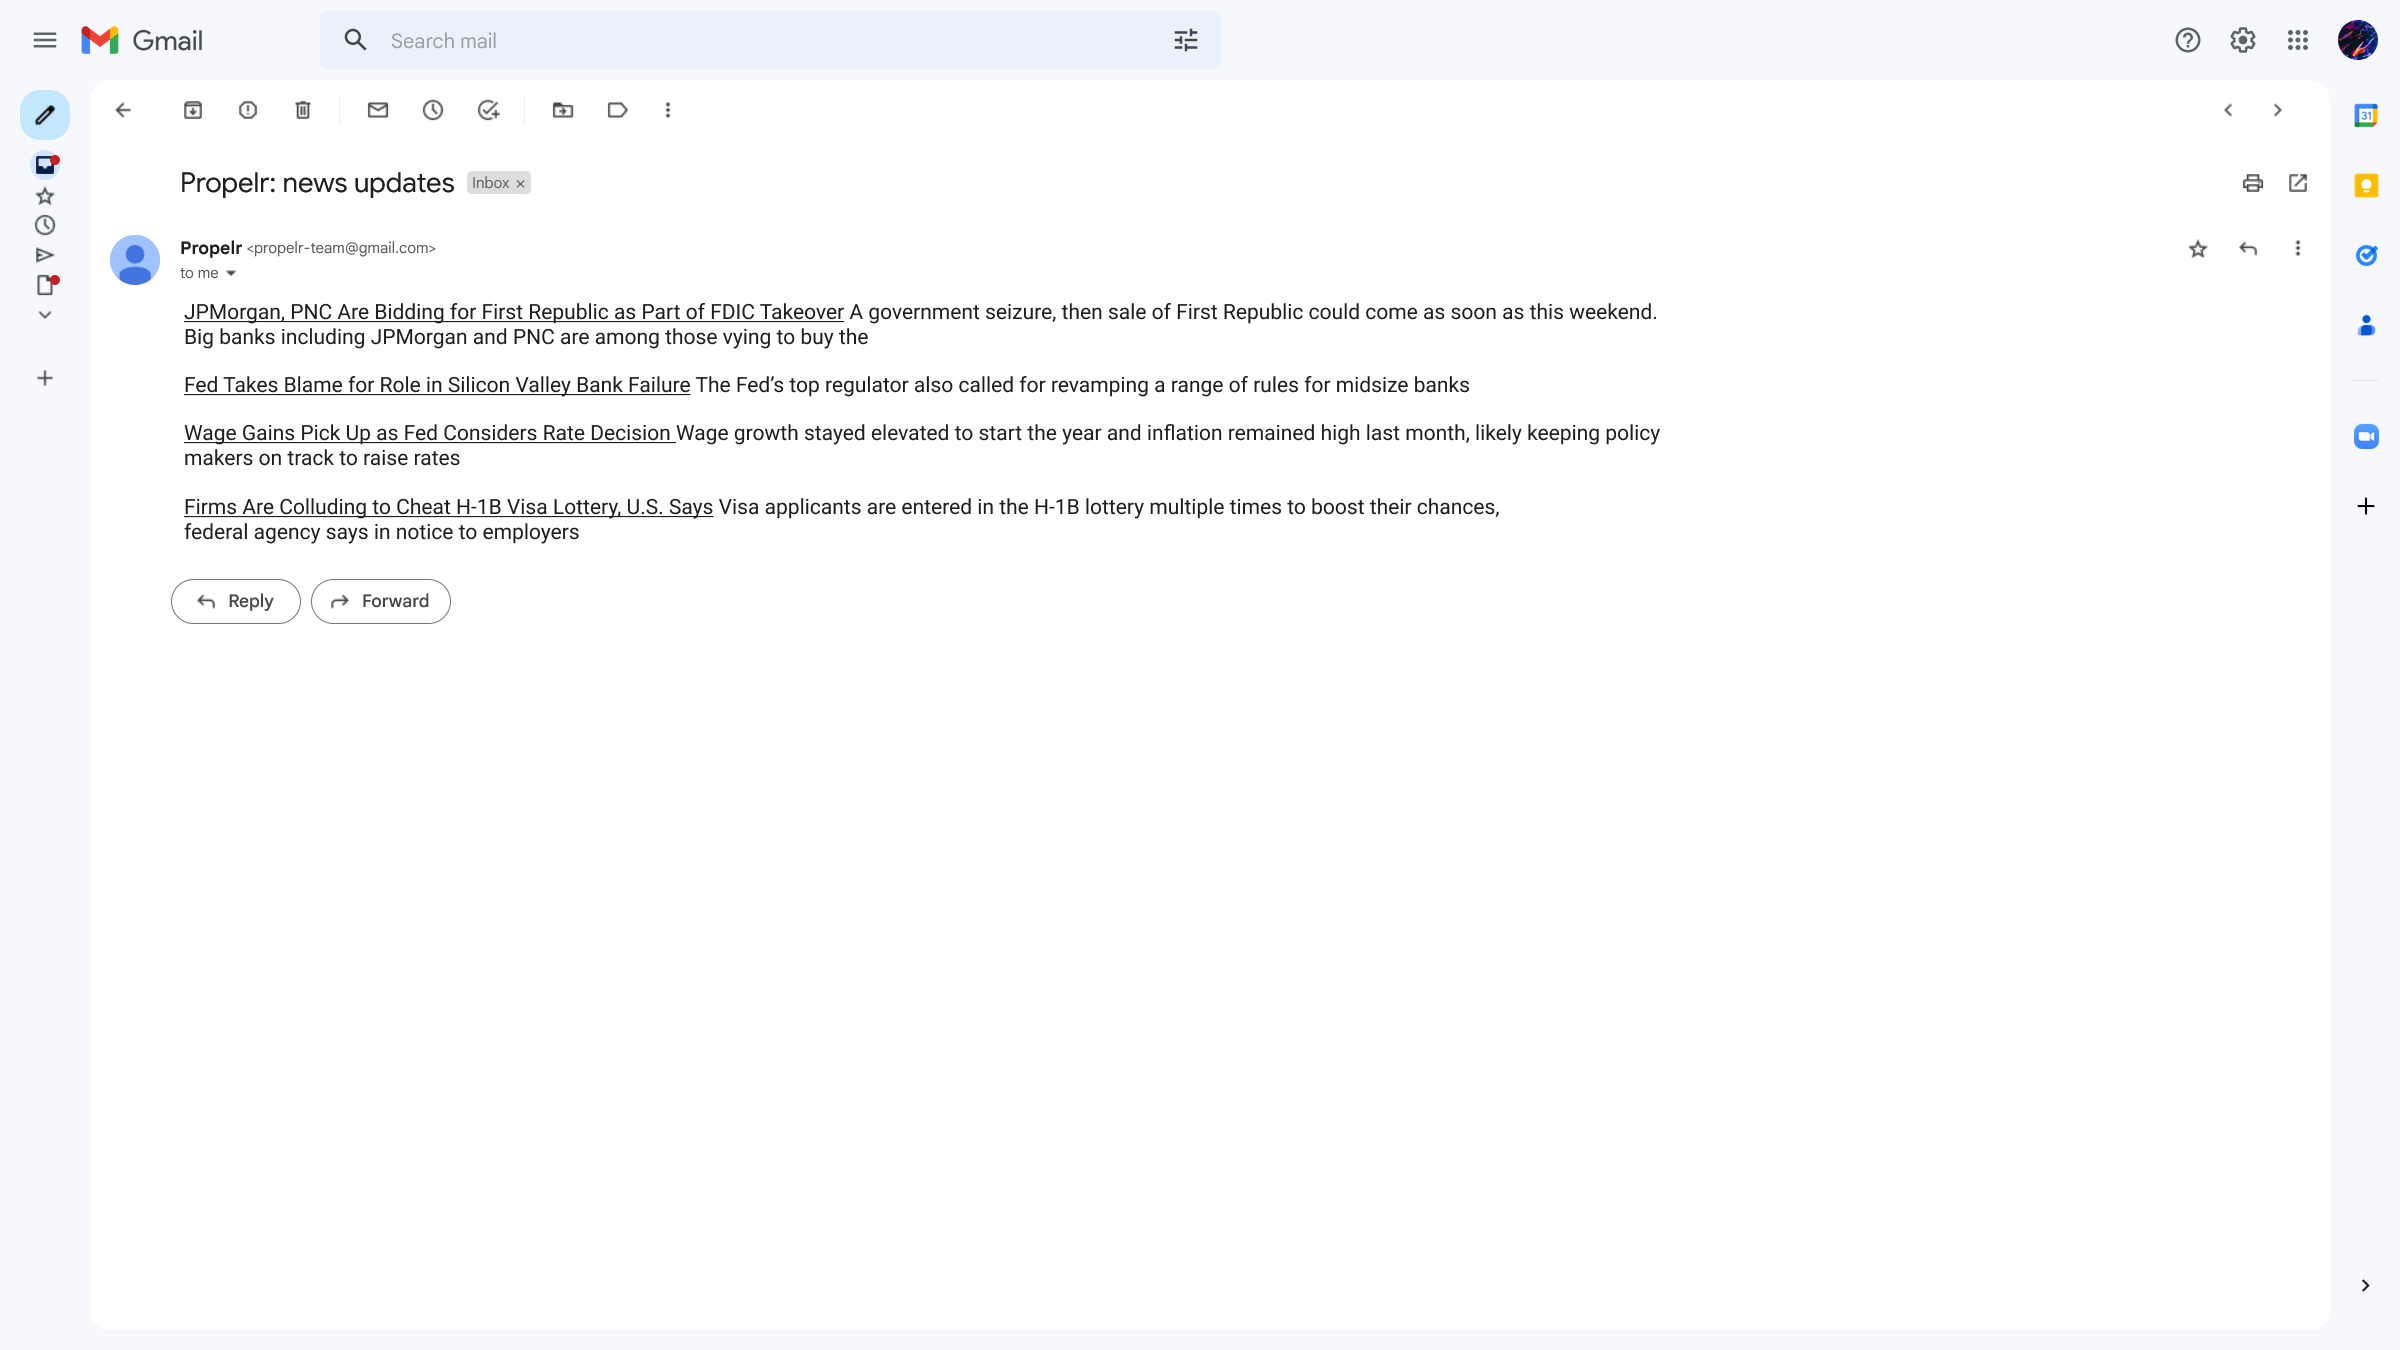 Gmail
Search mail
31
Propelr: news updates Inbox ×
Propelr <propelr-team@gmail.com>
to me
JPMorgan, PNC Are Bidding for First Republic as Part of FDIC Takeover A government seizure, then sale of First Republic could come as soon as this weekend.
Big banks including JPMorgan and PNC are among those vying to buy the
Fed Takes Blame for Role in Silicon Valley Bank Failure The Fed’s top regulator also called for revamping a range of rules for midsize banks
Wage Gains Pick Up as Fed Considers Rate Decision Wage growth stayed elevated to start the year and inflation remained high last month, likely keeping policy
makers on track to raise rates
Firms Are Colluding to Cheat H-1B Visa Lottery, U.S. Says Visa applicants are entered in the H-1B lottery multiple times to boost their chances,
federal agency says in notice to employers
Reply Forward